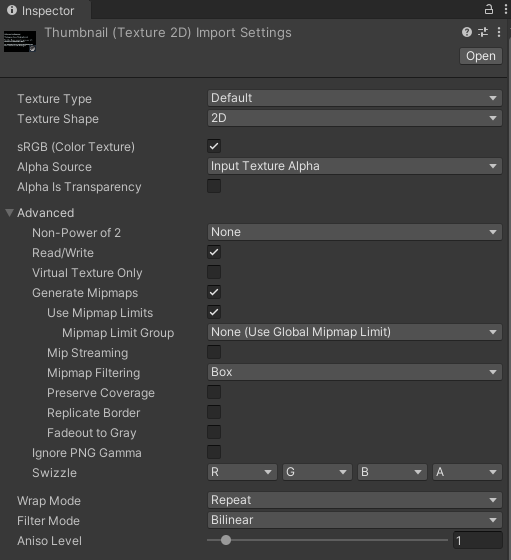 Inspector
Thumbnail (Texture 2D) Import Settings
Open
Texture Type Default
Texture Shape 2D
sRGB (Color Texture)
Alpha Source Input Texture Alpha
Alpha Is Transparency
Advanced
Non-Power of 2 None
Read/Write
Virtual Texture Only
Generate Mipmaps
Use Mipmap Limits
Mipmap Limit Group None (Use Global Mipmap Limit)
Mip Streaming
Mipmap Filtering Box
Preserve Coverage
Replicate Border
Fadeout to Gray
Ignore PNG Gamma
Swizzle R G B A
Wrap Mode Repeat
Filter Mode Bilinear
Aniso Level 1